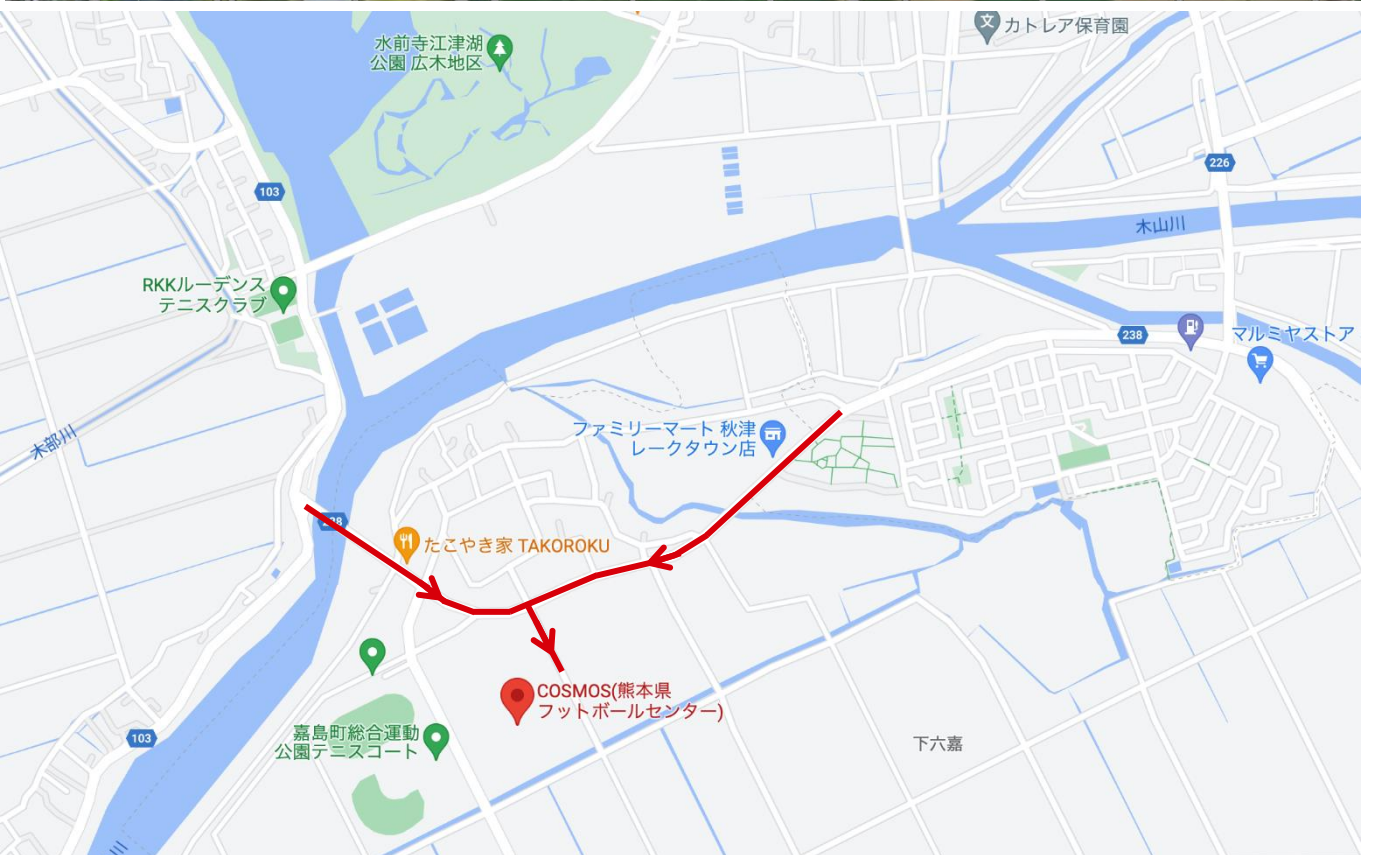 カトレア保育園
水前寺江津湖
公園 広木地区
226
103
木山川
RKKルーデンス
テニスクラブ
238
マルミヤストア
ファミリーマート 秋津
レークタウン店
木部川
たこやき家 TAKOROKU
COSMOS(熊本県
フットボールセンター)
嘉島町総合運動
公園テニスコート
103
下六嘉
川